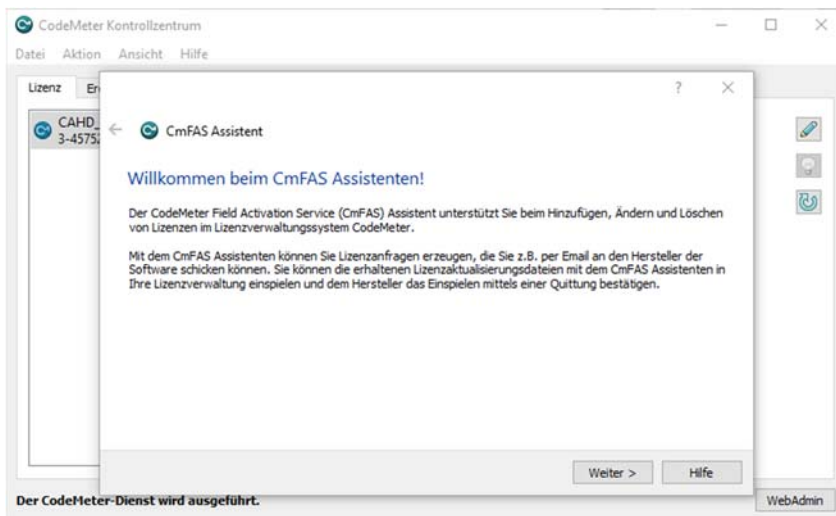 CodeMeter Kontrollzentrum
Datei Aktion Ansicht Hilfe
Lizenz
CAHD_
3-4575
CmFAS Assistent
Willkommen beim CmFAS Assistenten!
Der CodeMeter Field Activation Service (CmFAS) Assistent unterstützt Sie beim Hinzufügen, Ändern und Löschen
von Lizenzen im Lizenzverwaltungssystem CodeMeter.
Mit dem CmFAS Assistenten können Sie Lizenzanfragen erzeugen, die Sie z.B. per Email an den Hersteller der
Software schicken können. Sie können die erhaltenen Lizenzaktualisierungsdateien mit dem CmFAS Assistenten in
Ihre Lizenzverwaltung einspielen und dem Hersteller das Einspielen mittels einer Quittung bestätigen.
Weiter > Hilfe
Der CodeMeter-Dienst wird ausgeführt. WebAdmin